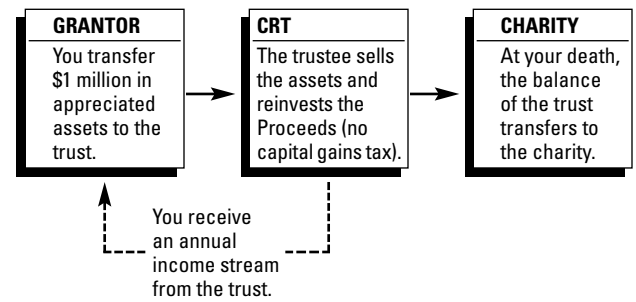 GRANTOR
You transfer
$1 million in
appreciated
assets to the
trust.
CRT
The trustee sells
the assets and
reinvests the
Proceeds (no
capital gains tax).
CHARITY
At your death,
the balance
of the trust
transfers to
the charity.
You receive
an annual
income stream
from the trust.